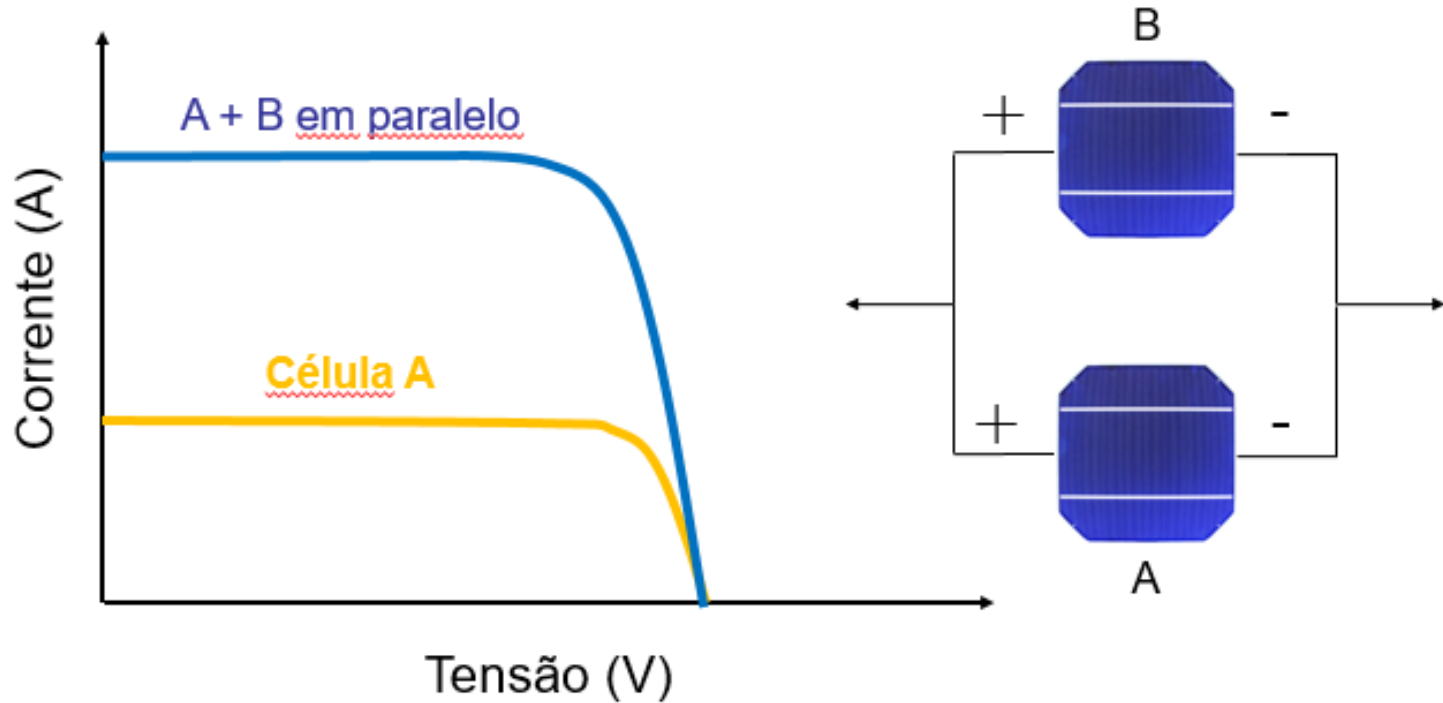 A + B em paralelo
Célula A
Corrente (A)
Tensão (V)
B
+ -
+ -
A